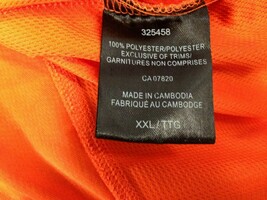 325458
100% POLYESTER/POLYESTER
EXCLUSIVE OF TRIMS/
GARNITURES NON COMPRISES
CA07820
MADE IN CAMBODIA
FABRIQUÉ AU CAMBODGE
XXL/TTG